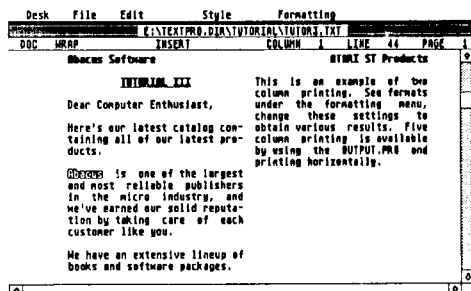 Desk File Edit Style Formatting
E:\TEXTPRO.DIR\TUTORIAL\TUTOR3.TXT
DOC WRAP INSERT COLUMN 1 LINE 44 PAGE 1
Abacus Software ATARI ST Products
TUTORIAL III
Dear Computer Enthusiast,
Here's our latest catalog con-
taining all of our latest pro-
ducts.
Abacus is one of the largest
and most reliable publishers
in the micro industry, and
we've earned our solid reputa-
tion by taking care of each
customer like you.
We have an extensive lineup of
books and software packages.
This is an example of two
column printing. See formats
under the formatting menu,
change these settings to
obtain various results. Five
column printing is available
by using the OUTPUT.PRG and
printing horizontally.